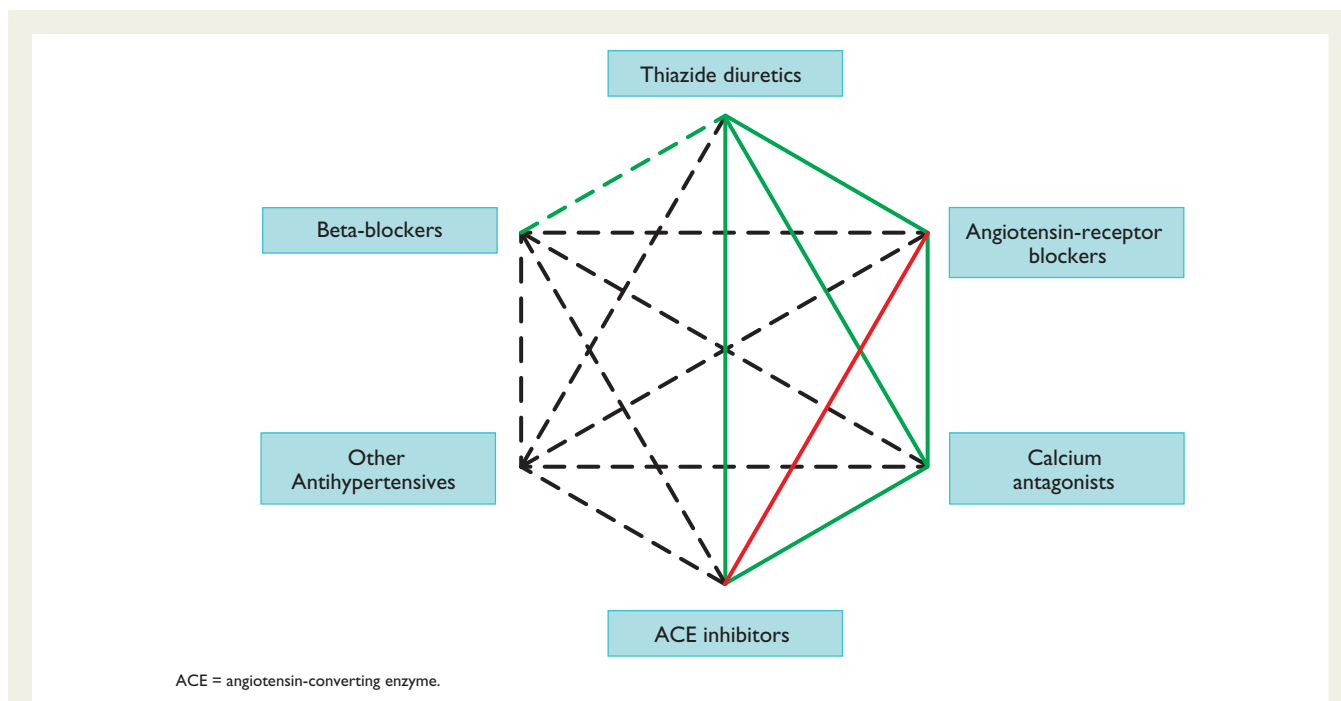 Thiazide diuretics
Beta-blockers
Angiotensin-receptor
blockers
Other
Antihypertensives
Calcium
antagonists
ACE inhibitors
ACE = angiotensin-converting enzyme.